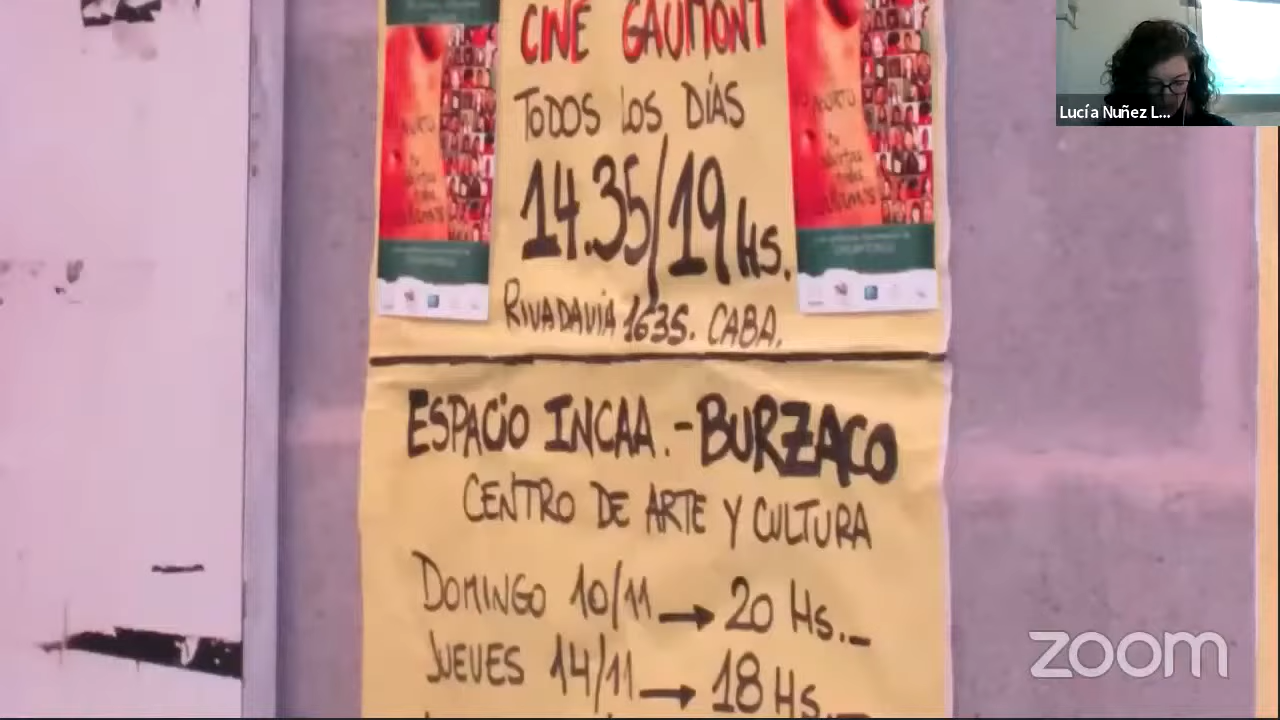 CINE GAUMONT
TODOS LOS DÍAS
14.35/19 Hs.
RIVADAVIA 1635. CABA.
ESPACIO INCAA.-BURZACO
CENTRO DE ARTE Y CULTURA
DOMINGO 10/11 → 20 Hs.-
JUEVES 14/11 → 18 Hs.
Lucía Nuñez L...
zoom